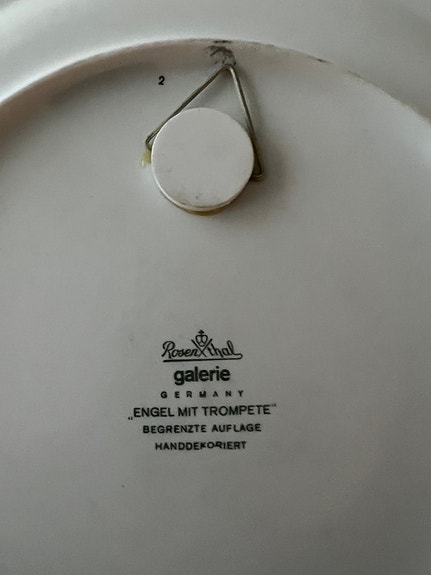 2
Rosenthal
galerie
GERMANY
„ENGEL MIT TROMPETE"
BEGRENZTE AUFLAGE
HANDDEKORIERT